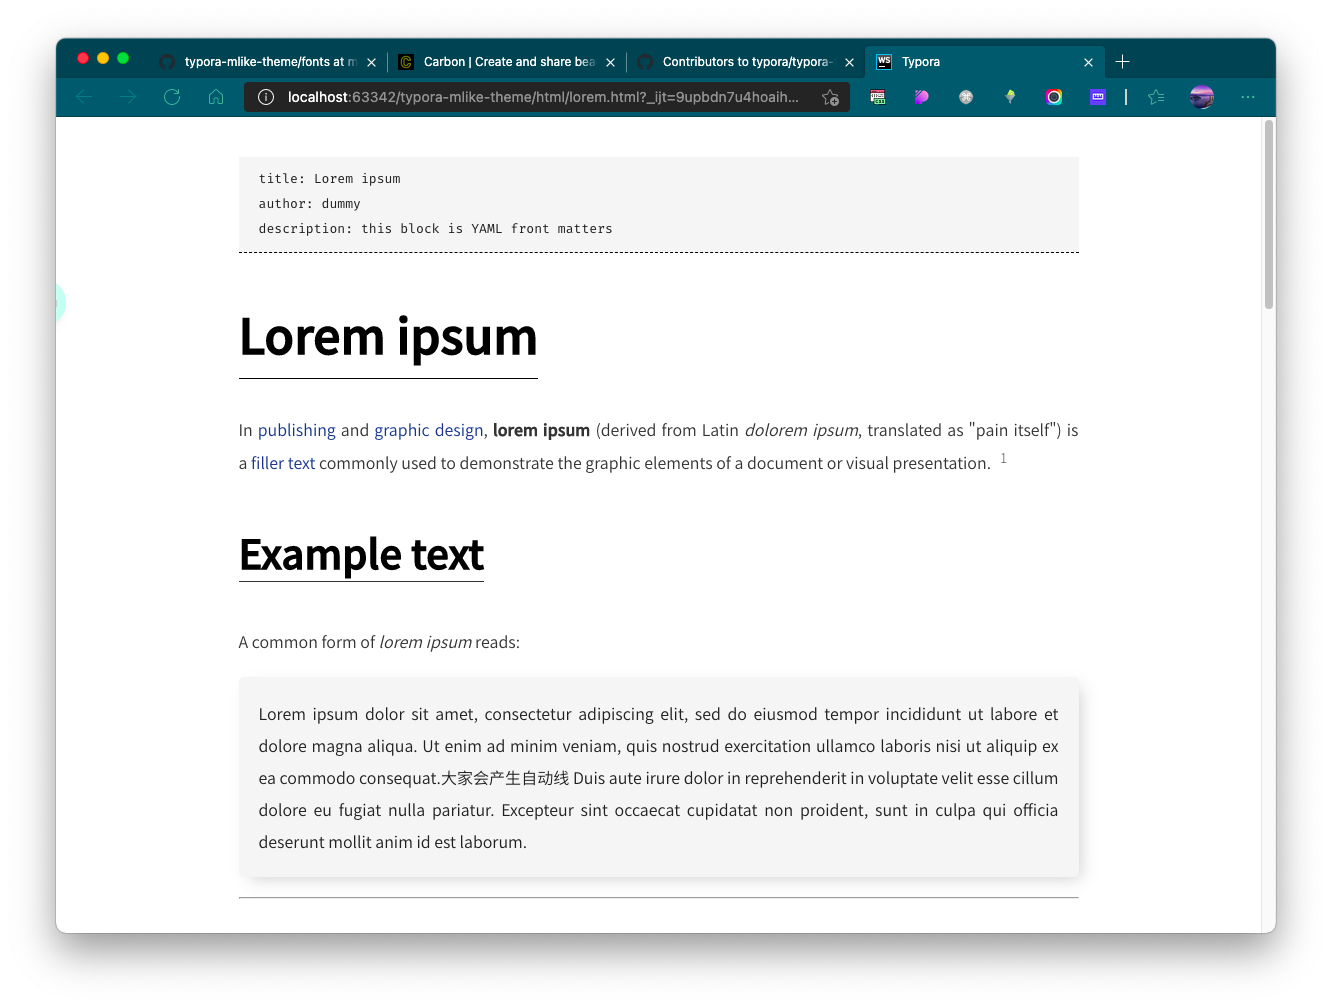 typora-mlike-theme/fonts at m
Carbon | Create and share bea
Contributors to typora/typora-
WS
Typora
localhost:63342/typora-mlike-theme/html/lorem.html?_ijt=9upbdn7u4hoaih...
title: Lorem ipsum
author: dummy
description: this block is YAML front matters
Lorem ipsum
In publishing and graphic design, lorem ipsum (derived from Latin dolorem ipsum, translated as "pain itself") is
a filler text commonly used to demonstrate the graphic elements of a document or visual presentation. 1
Example text
A common form of lorem ipsum reads:
Lorem ipsum dolor sit amet, consectetur adipiscing elit, sed do eiusmod tempor incididunt ut labore et
dolore magna aliqua. Ut enim ad minim veniam, quis nostrud exercitation ullamco laboris nisi ut aliquip ex
ea commodo consequat.大家会产生自动线 Duis aute irure dolor in reprehenderit in voluptate velit esse cillum
dolore eu fugiat nulla pariatur. Excepteur sint occaecat cupidatat non proident, sunt in culpa qui officia
deserunt mollit anim id est laborum.